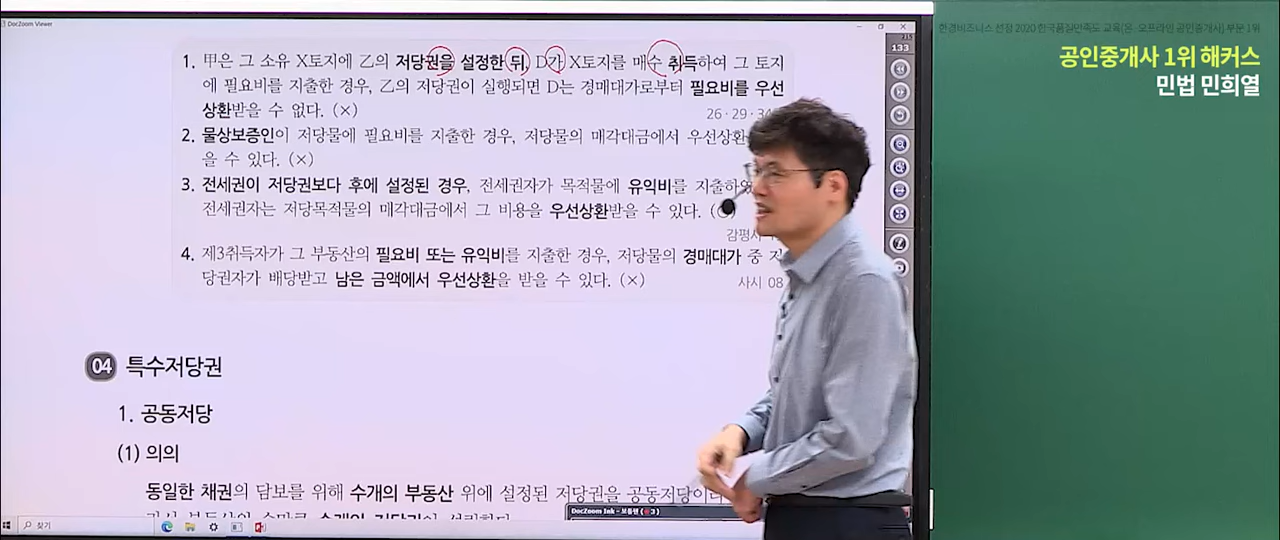 DocZoom Viewer
한경비즈니스 선정 2020 한국품질만족도 교육(온·오프라인 공인중개사) 부문 1위
공인중개사 1위 해커스
민법 민희열
133
1. 甲은 그 소유 X토지에 乙의 저당권을 설정한 뒤, D가 X토지를 매수 취득하여 그 토지
에 필요비를 지출한 경우, 乙의 저당권이 실행되면 D는 경매대가로부터 필요비를 우선
상환받을 수 없다. (×)
26·29·34
2. 물상보증인이 저당물에 필요비를 지출한 경우, 저당물의 매각대금에서 우선상환
을 수 있다. (×)
3. 전세권이 저당권보다 후에 설정된 경우, 전세권자가 목적물에 유익비를 지출하
전세권자는 저당목적물의 매각대금에서 그 비용을 우선상환받을 수 있다. (○)
감평사
4. 제3취득자가 그 부동산의 필요비 또는 유익비를 지출한 경우, 저당물의 경매대가 중 저
당권자가 배당받고 남은 금액에서 우선상환을 받을 수 있다. (×)
사시 08
04 특수저당권
1. 공동저당
(1) 의의
동일한 채권의 담보를 위해 수개의 부동산 위에 설정된 저당권을 공동저당이
DocZoom Ink - 보통펜 (3)
찾기